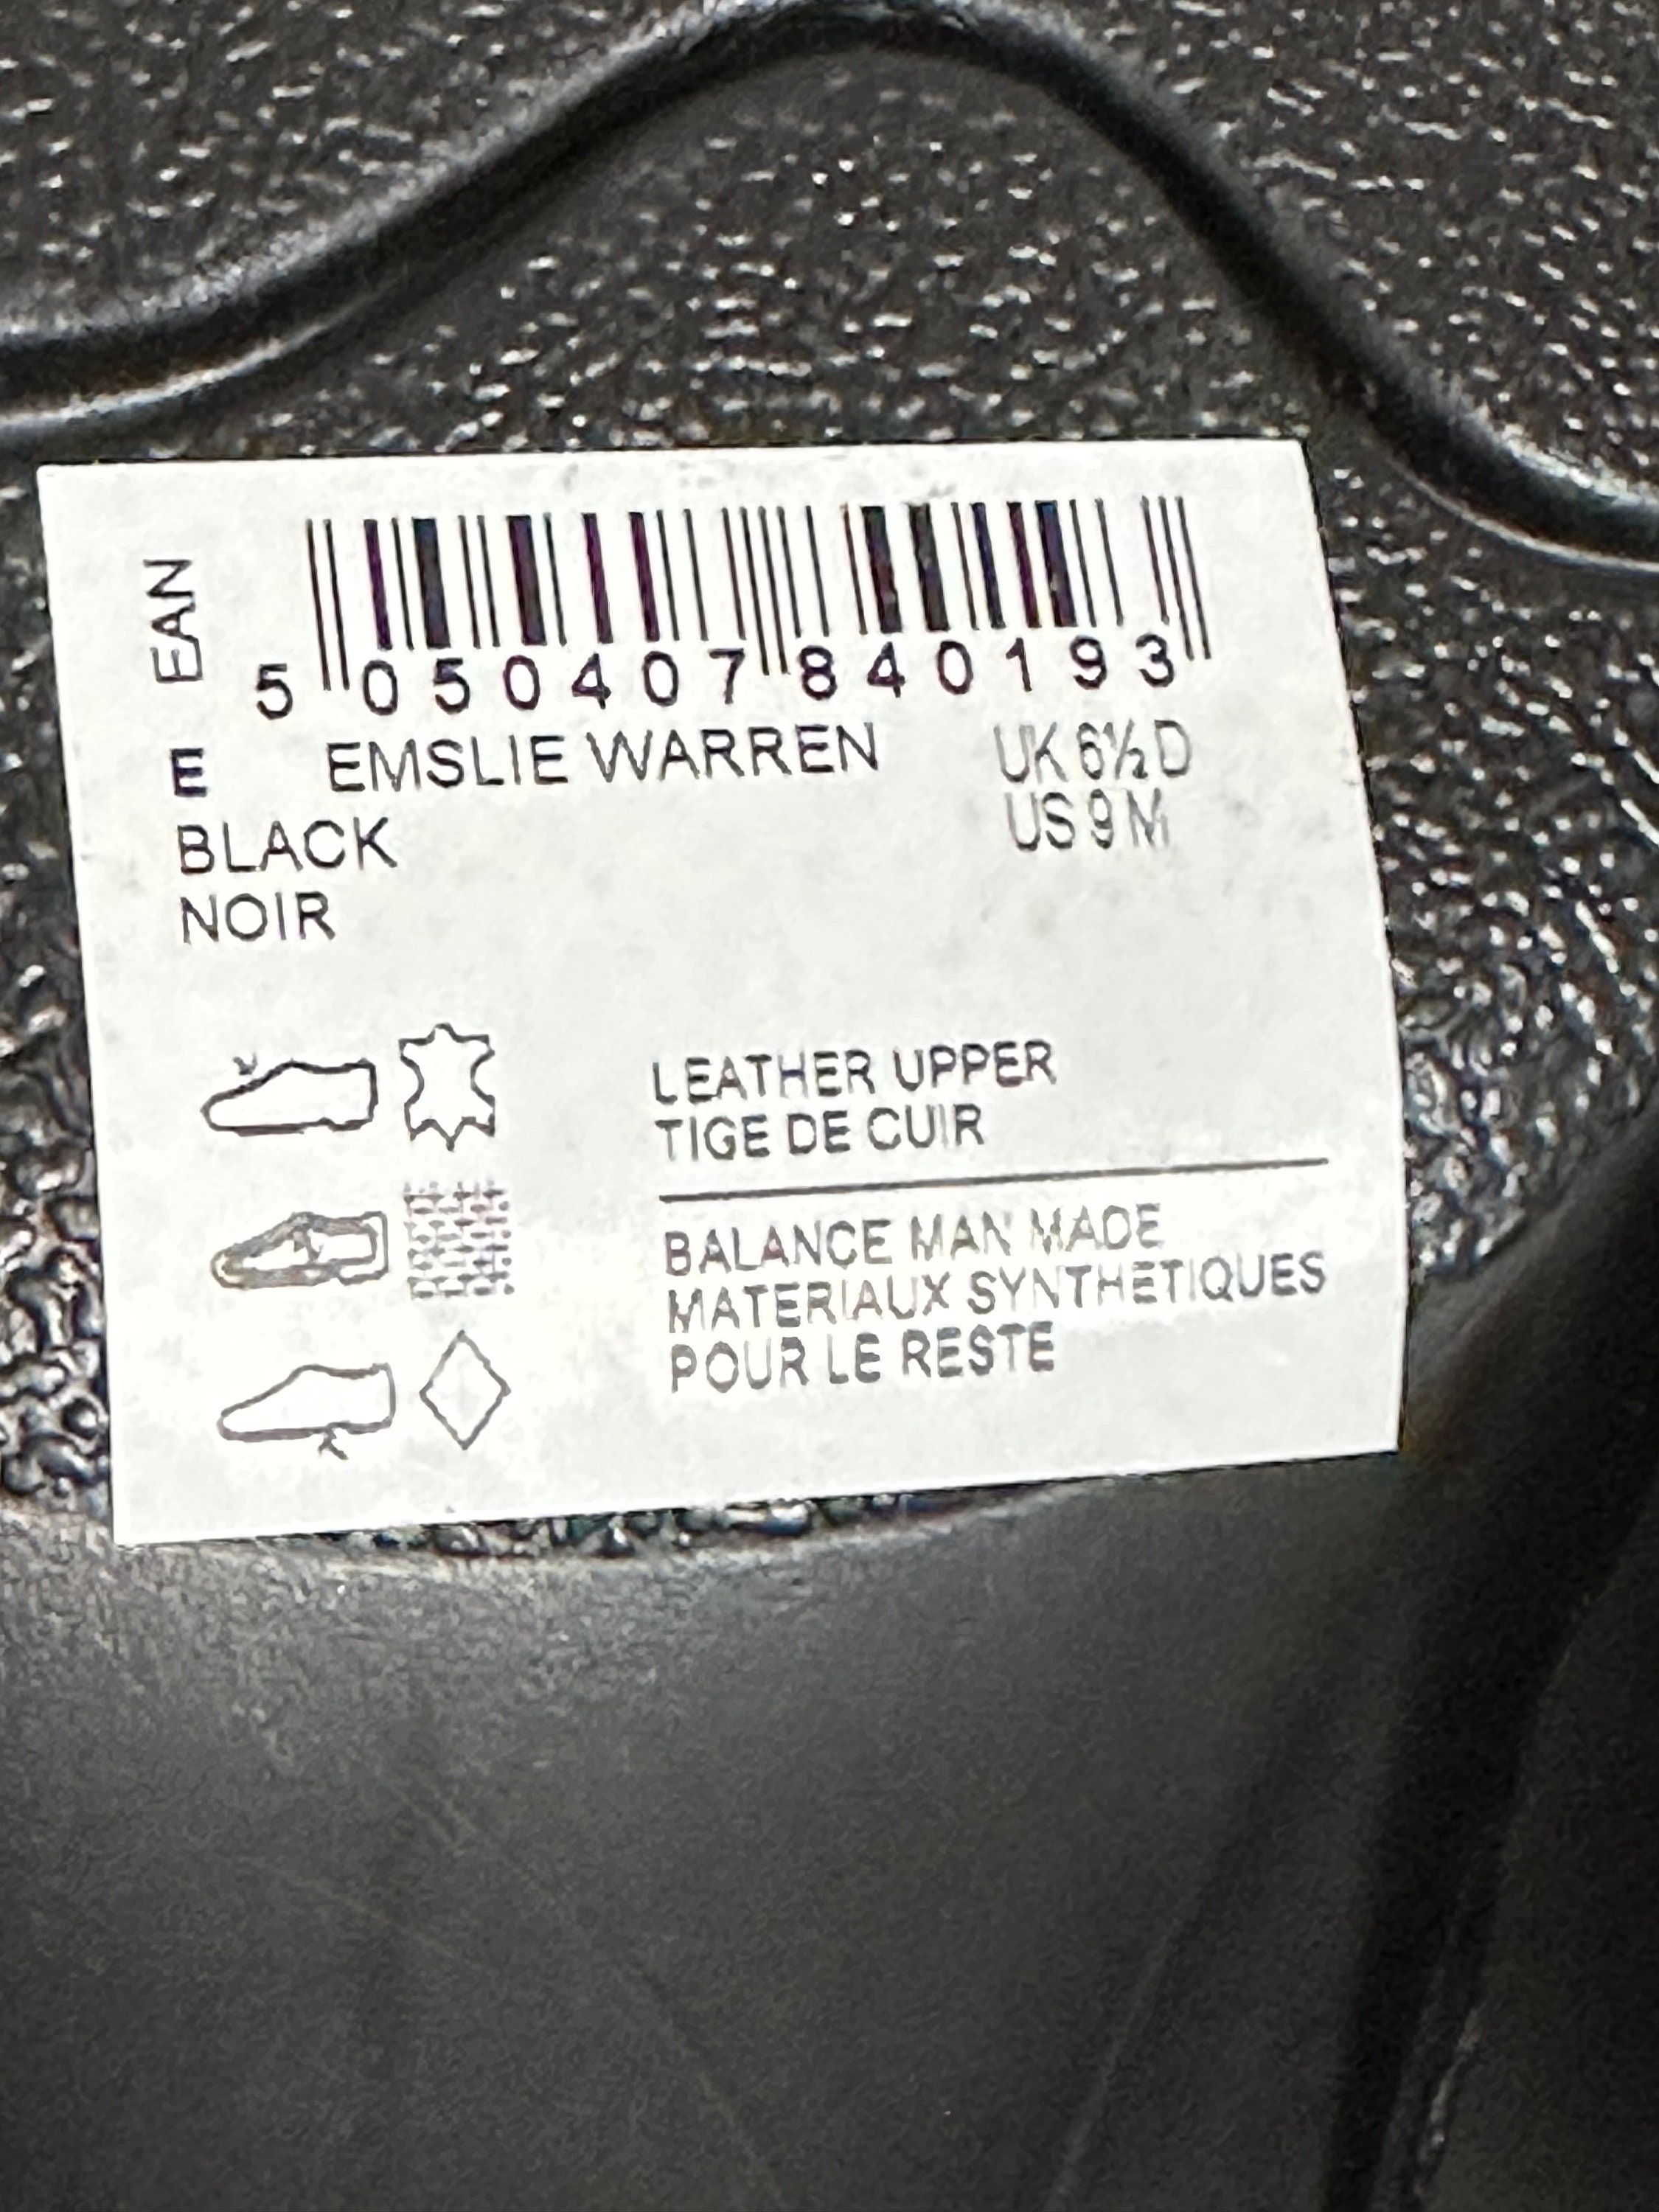 EAN
5 050407 840193
E EMSLIE WARREN UK 6½ D
BLACK US 9 M
NOIR
LEATHER UPPER
TIGE DE CUIR
BALANCE MAN MADE
MATERIAUX SYNTHETIQUES
POUR LE RESTE